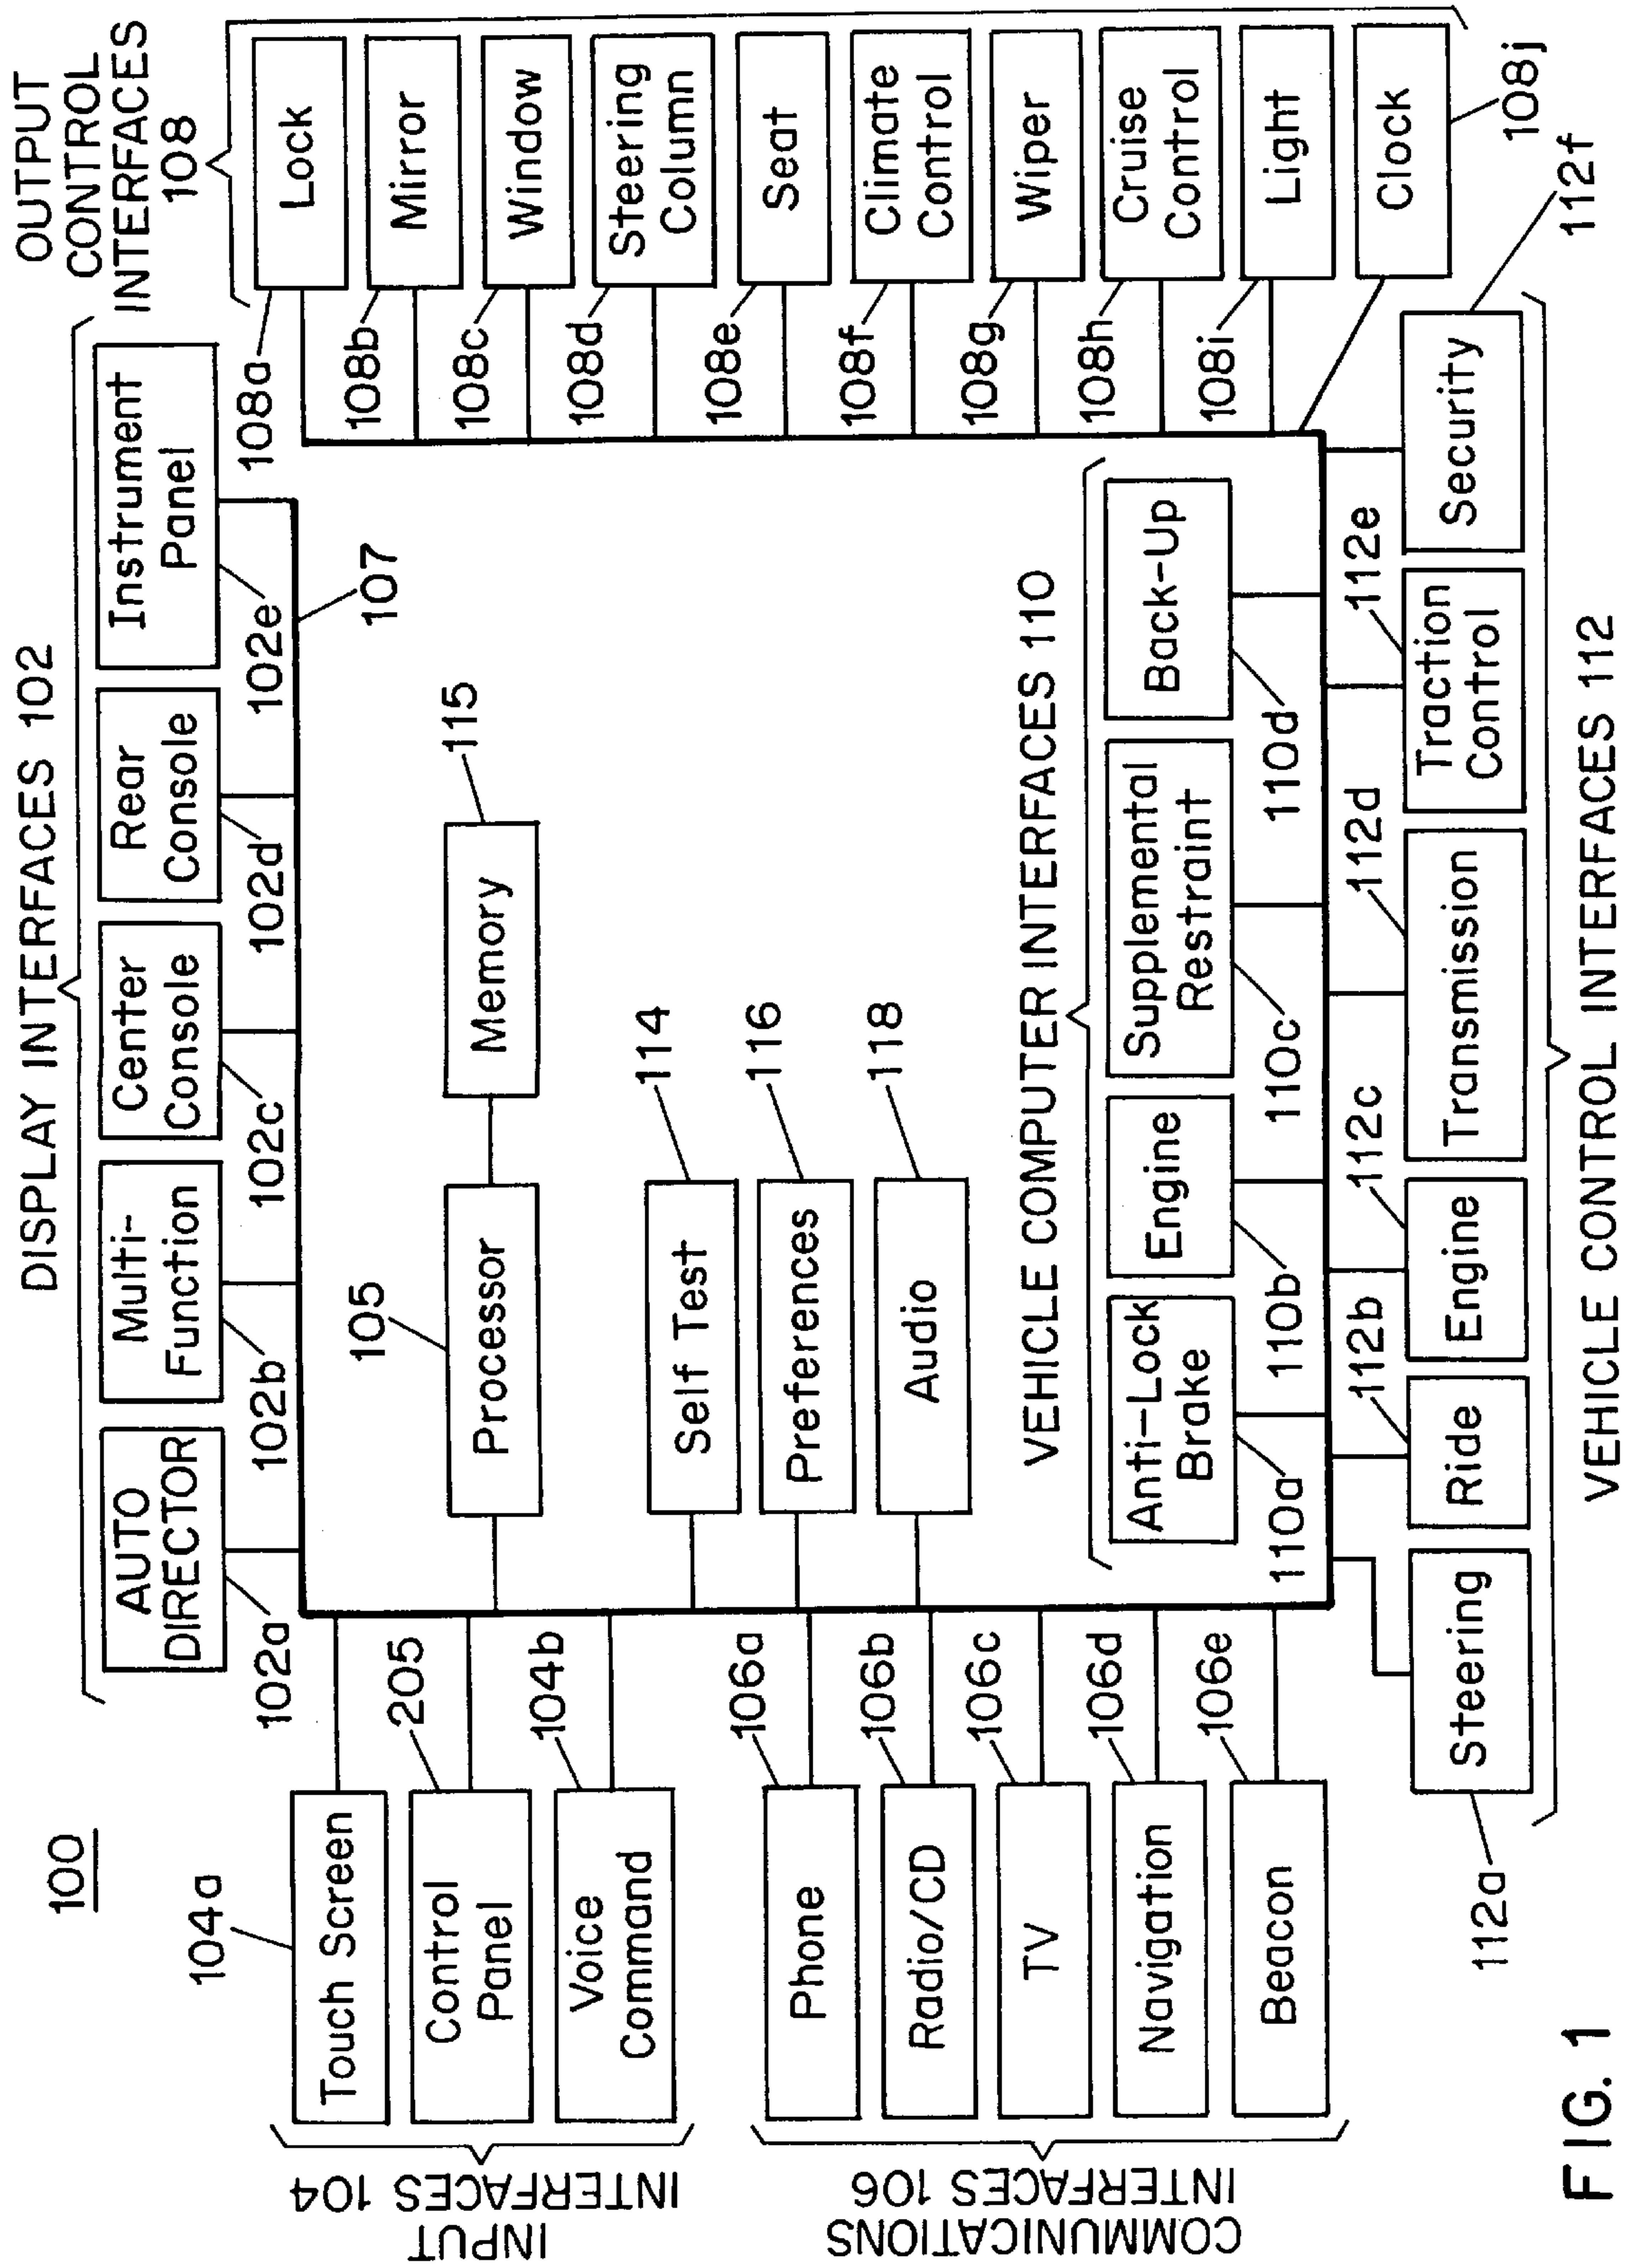 100
DISPLAY INTERFACES 102
AUTO
DIRECTOR
102a
Multi-
Function
102b
Center
Console
102c
Rear
Console
102d
Instrument
Panel
102e
107
OUTPUT
CONTROL
INTERFACES
108
Lock
108a
Mirror
108b
Window
108c
Steering
Column
108d
Seat
108e
Climate
Control
108f
Wiper
108g
Cruise
Control
108h
Light
108i
Clock
108j
INPUT
INTERFACES 104
104a
Touch Screen
205
Control
Panel
104b
Voice
Command
COMMUNICATIONS
INTERFACES 106
106a
Phone
106b
Radio/CD
106c
TV
106d
Navigation
106e
Beacon
105
Processor
Memory
115
Self Test
114
Preferences
116
Audio
118
VEHICLE COMPUTER INTERFACES 110
Anti-Lock
Brake
110a
Engine
110b
Supplemental
Restraint
110c
Back-Up
110d
112a
Steering
112b
Ride
112c
Engine
112d
Transmission
112e
Traction
Control
112f
Security
VEHICLE CONTROL INTERFACES 112
FIG. 1